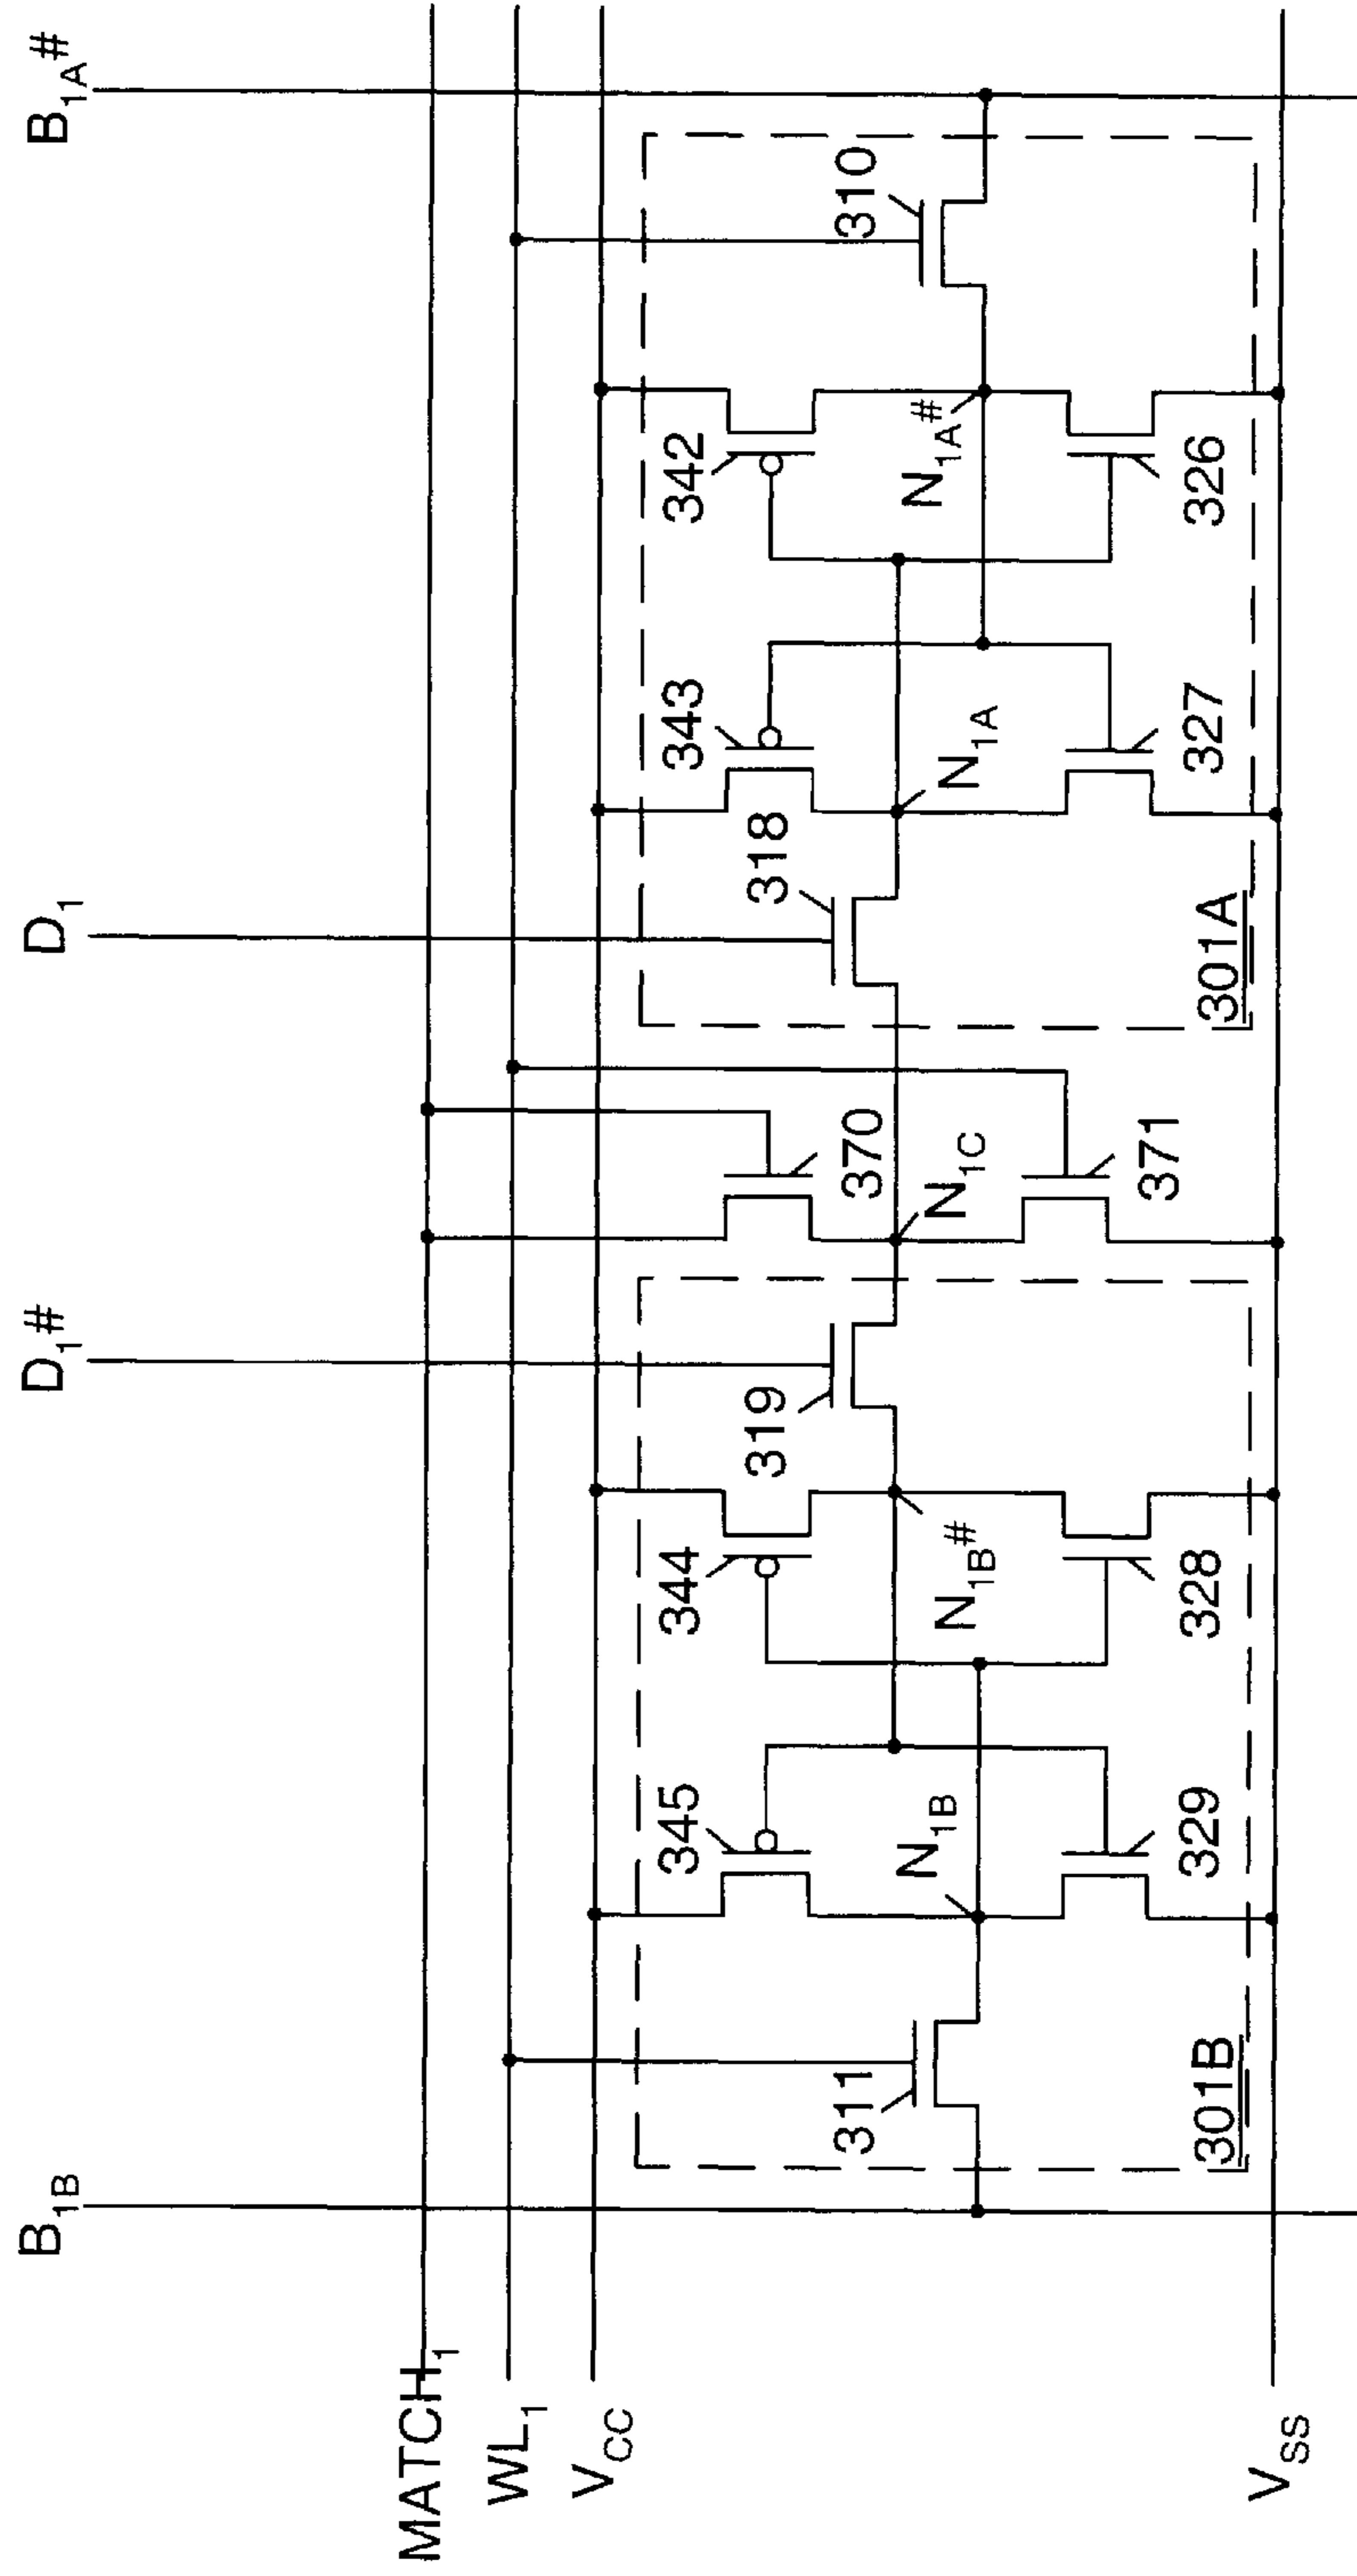 B₁B
D₁#
D₁
B₁A#
MATCH₁
WL₁
VCC
VSS
345
344
370
343
342
319
318
310
311
N₁B
N₁B#
N₁C
N₁A
N₁A#
329
328
371
327
326
301B
301A